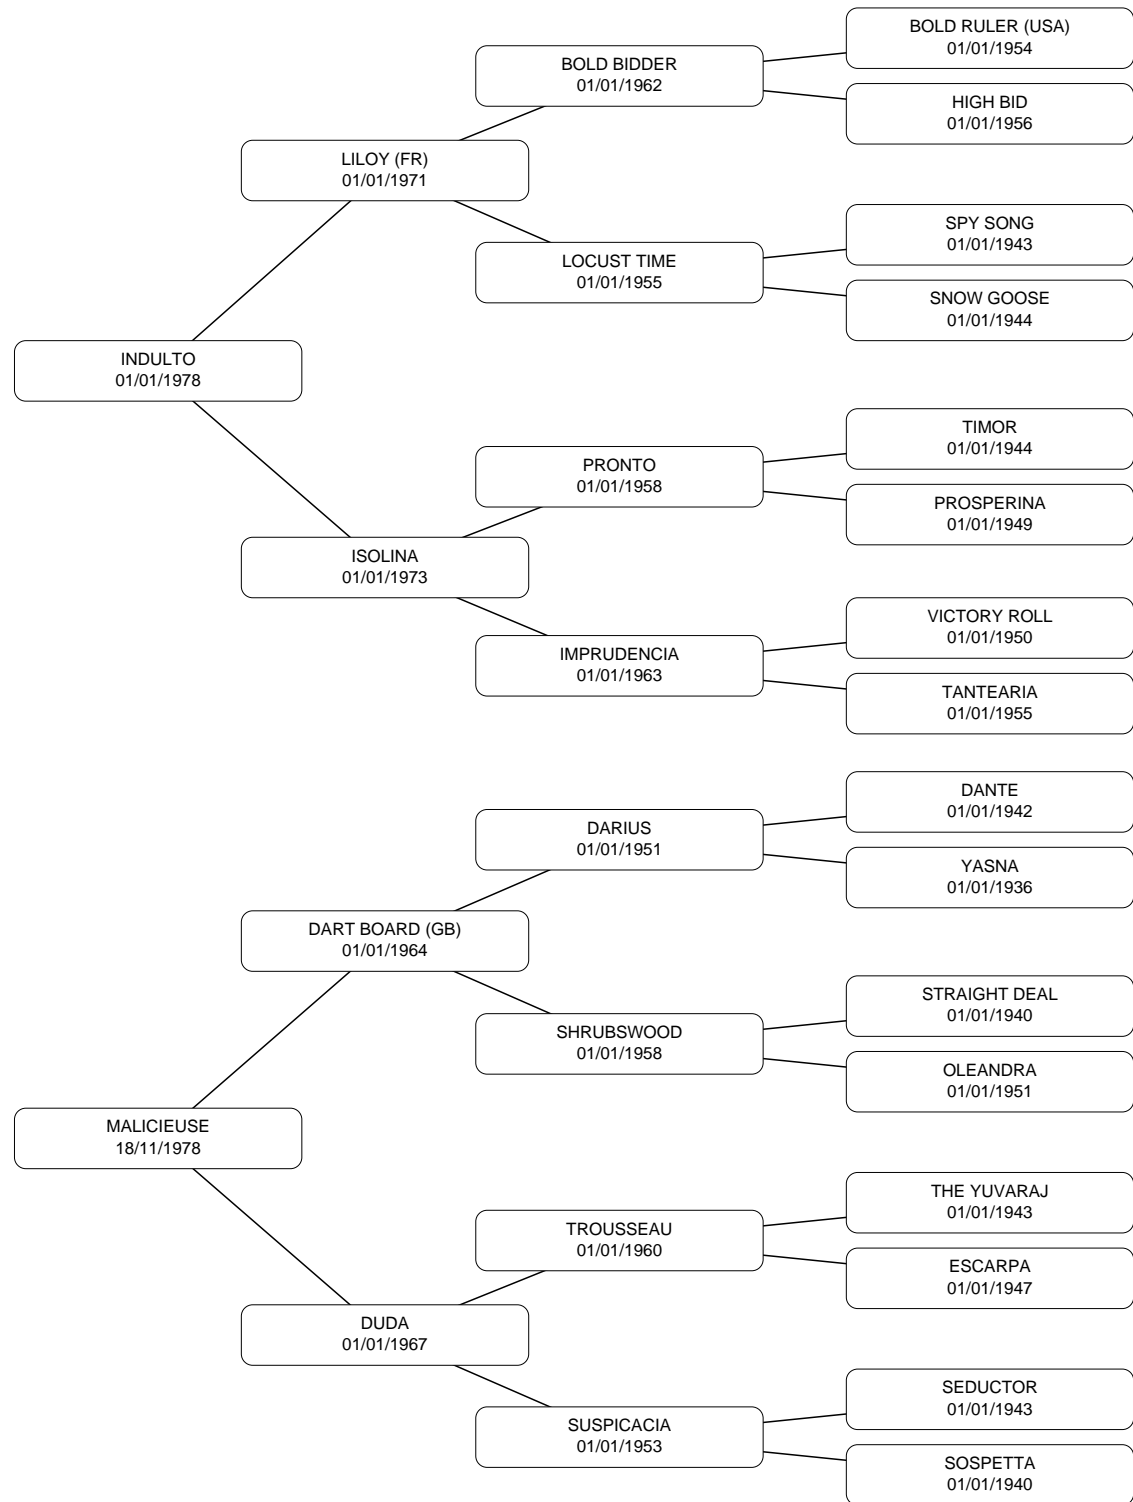 BOLD RULER (USA)
01/01/1954
BOLD BIDDER
01/01/1962
HIGH BID
01/01/1956
LILOY (FR)
01/01/1971
SPY SONG
01/01/1943
LOCUST TIME
01/01/1955
SNOW GOOSE
01/01/1944
INDULTO
01/01/1978
TIMOR
01/01/1944
PRONTO
01/01/1958
PROSPERINA
01/01/1949
ISOLINA
01/01/1973
VICTORY ROLL
01/01/1950
IMPRUDENCIA
01/01/1963
TANTEARIA
01/01/1955
DANTE
01/01/1942
DARIUS
01/01/1951
YASNA
01/01/1936
DART BOARD (GB)
01/01/1964
STRAIGHT DEAL
01/01/1940
SHRUBSWOOD
01/01/1958
OLEANDRA
01/01/1951
MALICIEUSE
18/11/1978
THE YUVARAJ
01/01/1943
TROUSSEAU
01/01/1960
ESCARPA
01/01/1947
DUDA
01/01/1967
SEDUCTOR
01/01/1943
SUSPICACIA
01/01/1953
SOSPETTA
01/01/1940